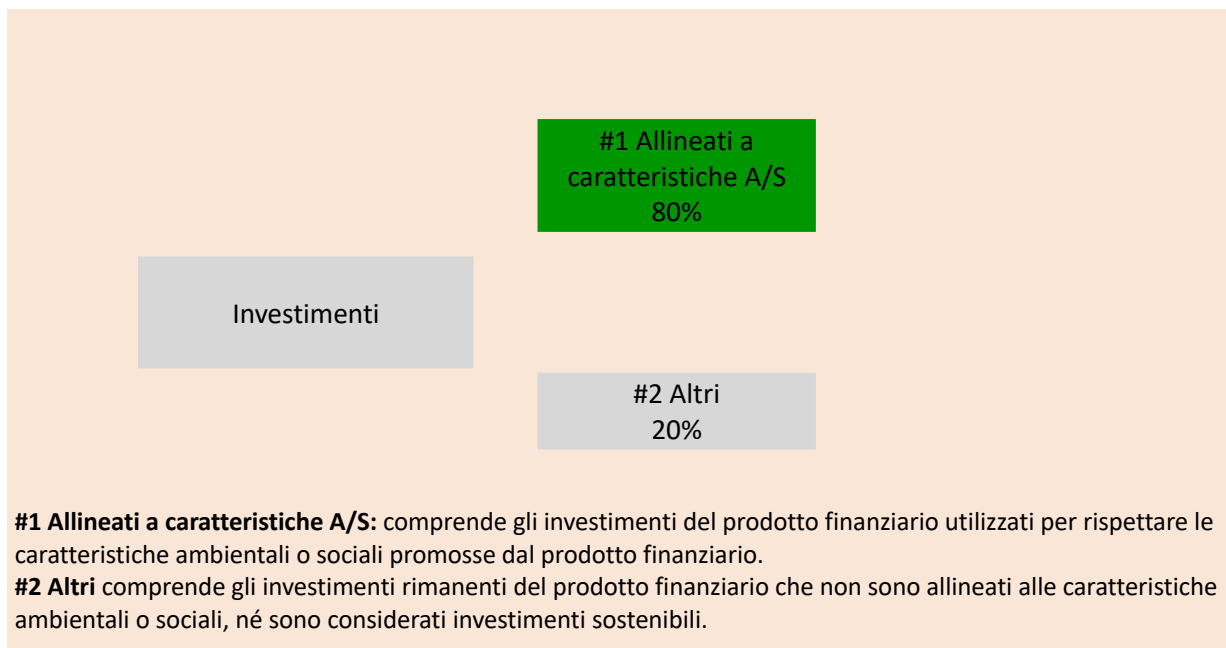 #1 Allineati a
caratteristiche A/S
80%
Investimenti
#2 Altri
20%
#1 Allineati a caratteristiche A/S: comprende gli investimenti del prodotto finanziario utilizzati per rispettare le
caratteristiche ambientali o sociali promosse dal prodotto finanziario.
#2 Altri comprende gli investimenti rimanenti del prodotto finanziario che non sono allineati alle caratteristiche
ambientali o sociali, né sono considerati investimenti sostenibili.